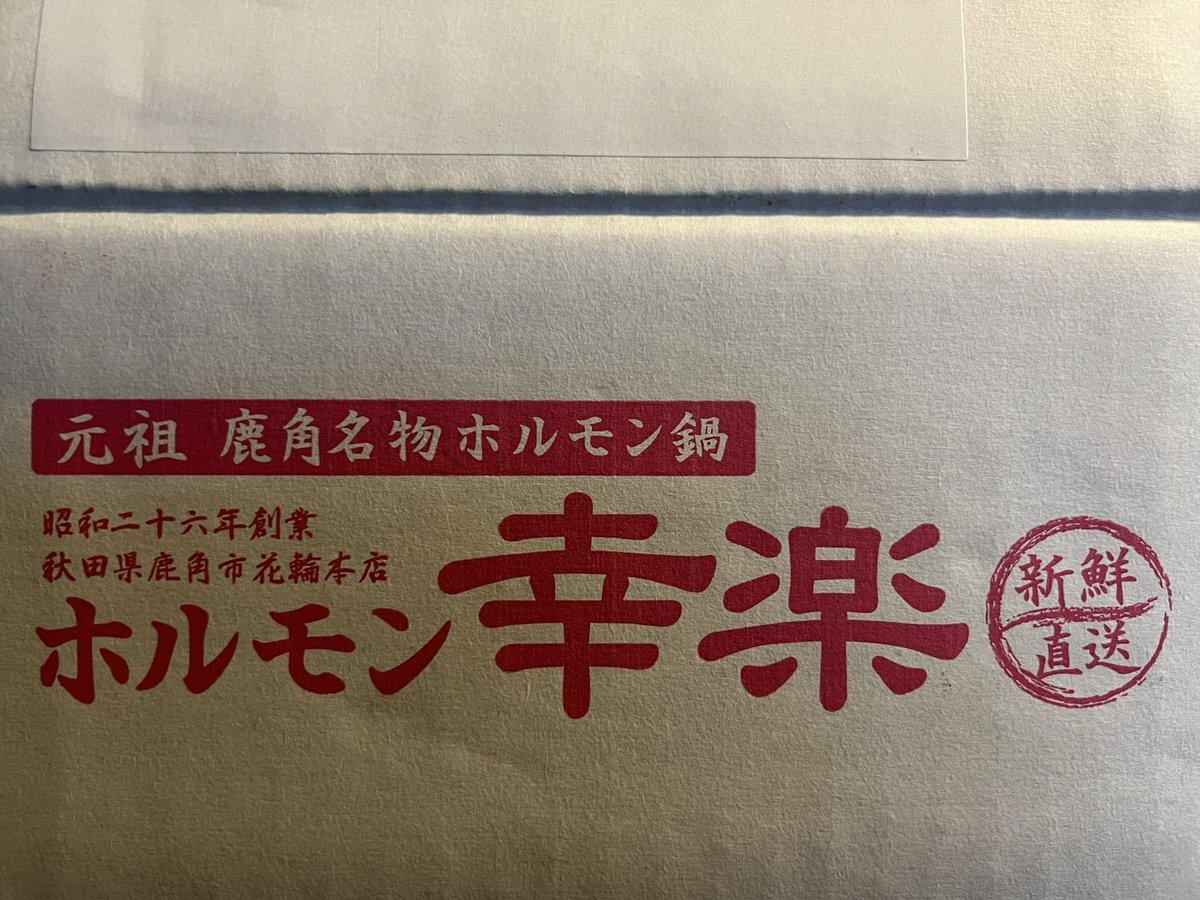 元祖 鹿角名物ホルモン鍋
昭和二十六年創業
秋田県鹿角市花輪本店
ホルモン幸楽
新鮮
直送